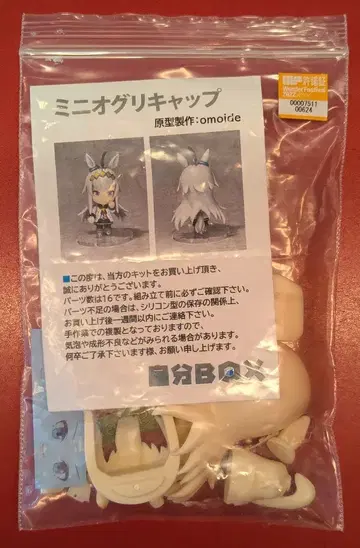 ミニオグリキャップ
原型製作：omoide
■この度は、当方のキットをお買い上げ頂き、
誠にありがとうございます。
パーツ数は16です。組み立て前に必ずご確認下さい。
パーツ不足の場合は、シリコン型の保存の関係上、
お買い上げ後一週間以内にご連絡下さい。
手作業での複製となっておりますので、
気泡や成形不良などがみられる場合があります。
何卒ご了承下さいます様、お願い申し上げます。
自分BOX
許諾証
Wonder Festival
00007511
00624